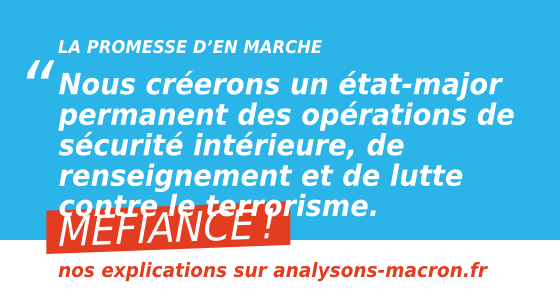 LA PROMESSE D’EN MARCHE
“ Nous créerons un état-major
permanent des opérations de
sécurité intérieure, de
renseignement et de lutte
contre le terrorisme.
MÉFIANCE !
nos explications sur analysons-macron.fr